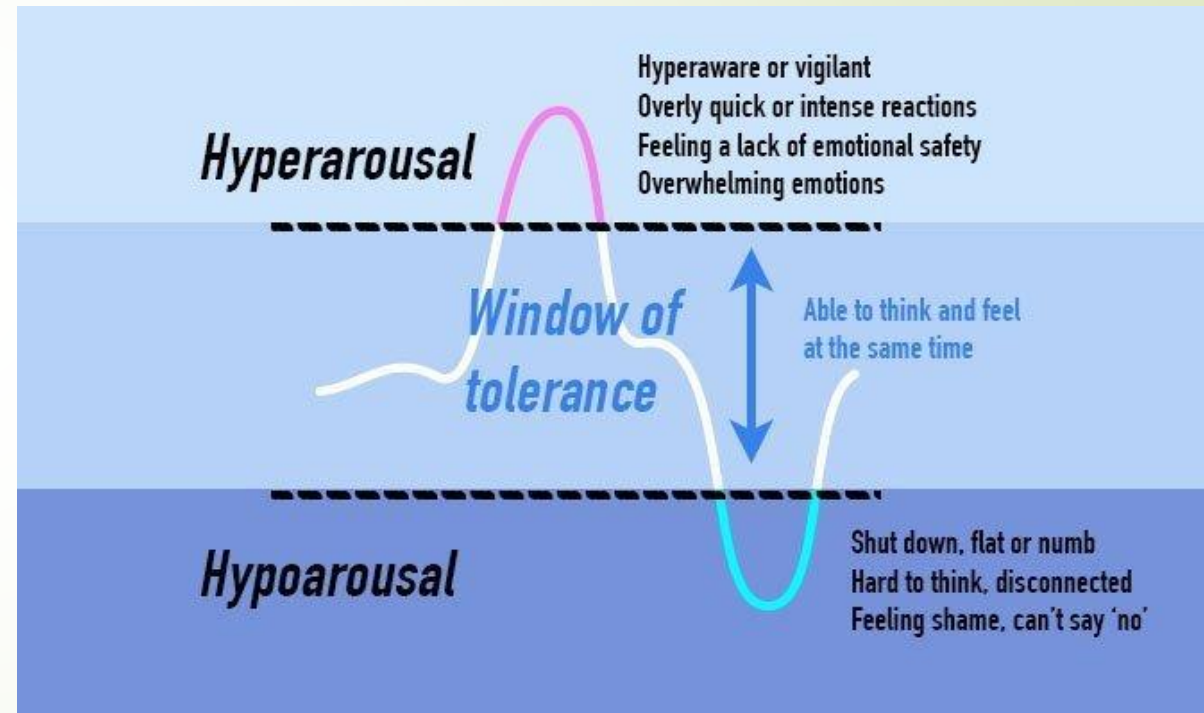 Hyperarousal
Hyperaware or vigilant
Overly quick or intense reactions
Feeling a lack of emotional safety
Overwhelming emotions
Window of
tolerance
Able to think and feel
at the same time
Hypoarousal
Shut down, flat or numb
Hard to think, disconnected
Feeling shame, can't say 'no'